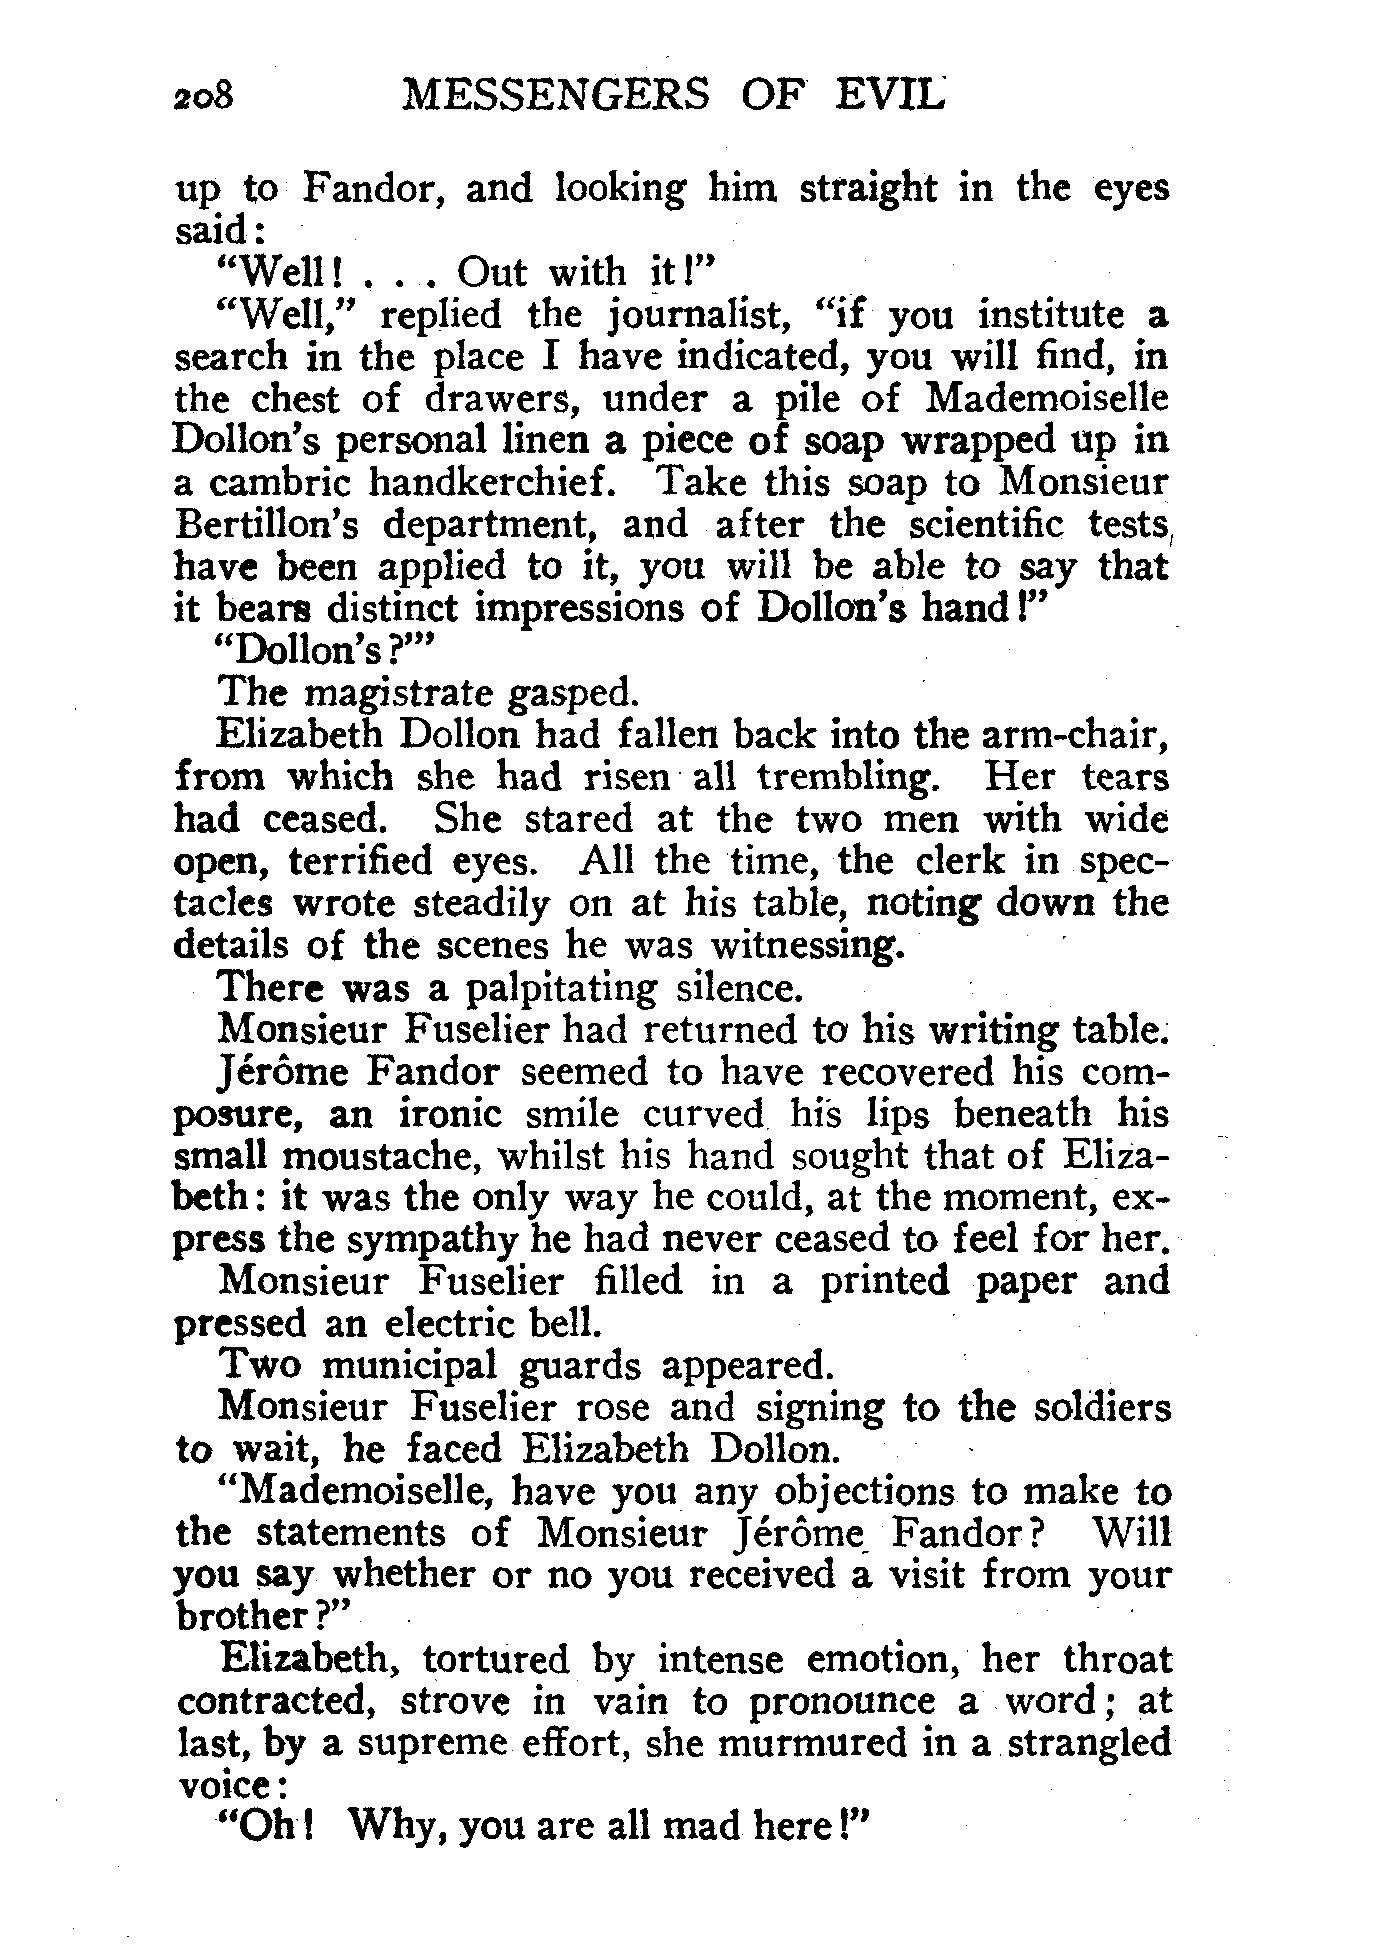 208 MESSENGERS OF EVIL
up to Fandor, and looking him straight in the eyes
said:
"Well! . . . Out with it!"
"Well," replied the journalist, "if you institute a
search in the place I have indicated, you will find, in
the chest of drawers, under a pile of Mademoiselle
Dollon's personal linen a piece of soap wrapped up in
a cambric handkerchief. Take this soap to Monsieur
Bertillon's department, and after the scientific tests,
have been applied to it, you will be able to say that
it bears distinct impressions of Dollon's hand!"
"Dollon's?'"
The magistrate gasped.
Elizabeth Dollon had fallen back into the arm-chair,
from which she had risen all trembling. Her tears
had ceased. She stared at the two men with wide
open, terrified eyes. All the time, the clerk in spec-
tacles wrote steadily on at his table, noting down the
details of the scenes he was witnessing.
There was a palpitating silence.
Monsieur Fuselier had returned to his writing table.
Jérôme Fandor seemed to have recovered his com-
posure, an ironic smile curved his lips beneath his
small moustache, whilst his hand sought that of Eliza-
beth: it was the only way he could, at the moment, ex-
press the sympathy he had never ceased to feel for her.
Monsieur Fuselier filled in a printed paper and
pressed an electric bell.
Two municipal guards appeared.
Monsieur Fuselier rose and signing to the soldiers
to wait, he faced Elizabeth Dollon.
"Mademoiselle, have you any objections to make to
the statements of Monsieur Jérôme Fandor? Will
you say whether or no you received a visit from your
brother?"
Elizabeth, tortured by intense emotion, her throat
contracted, strove in vain to pronounce a word; at
last, by a supreme effort, she murmured in a strangled
voice:
"Oh! Why, you are all mad here!"